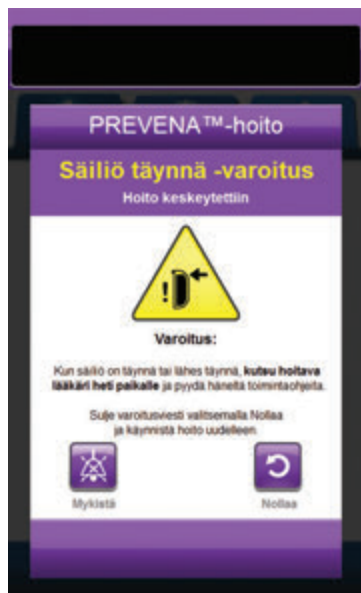 PREVENA™-hoito
Säiliö täynnä -varoitus
Hoito keskeytettiin
Varoitus:
Kun säiliö on täynnä tai lähes täynnä, kutsu hoitava
lääkäri heti paikalle ja pyydä häneltä toimintaohjeita.
Sulje varoitusviesti valitsemalla Nollaa
ja käynnistä hoito uudelleen.
Mykistä
Nollaa